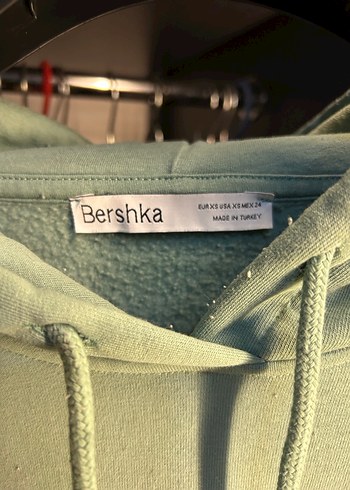 Bershka
EUR XS USA XS MEX 24
MADE IN TURKEY